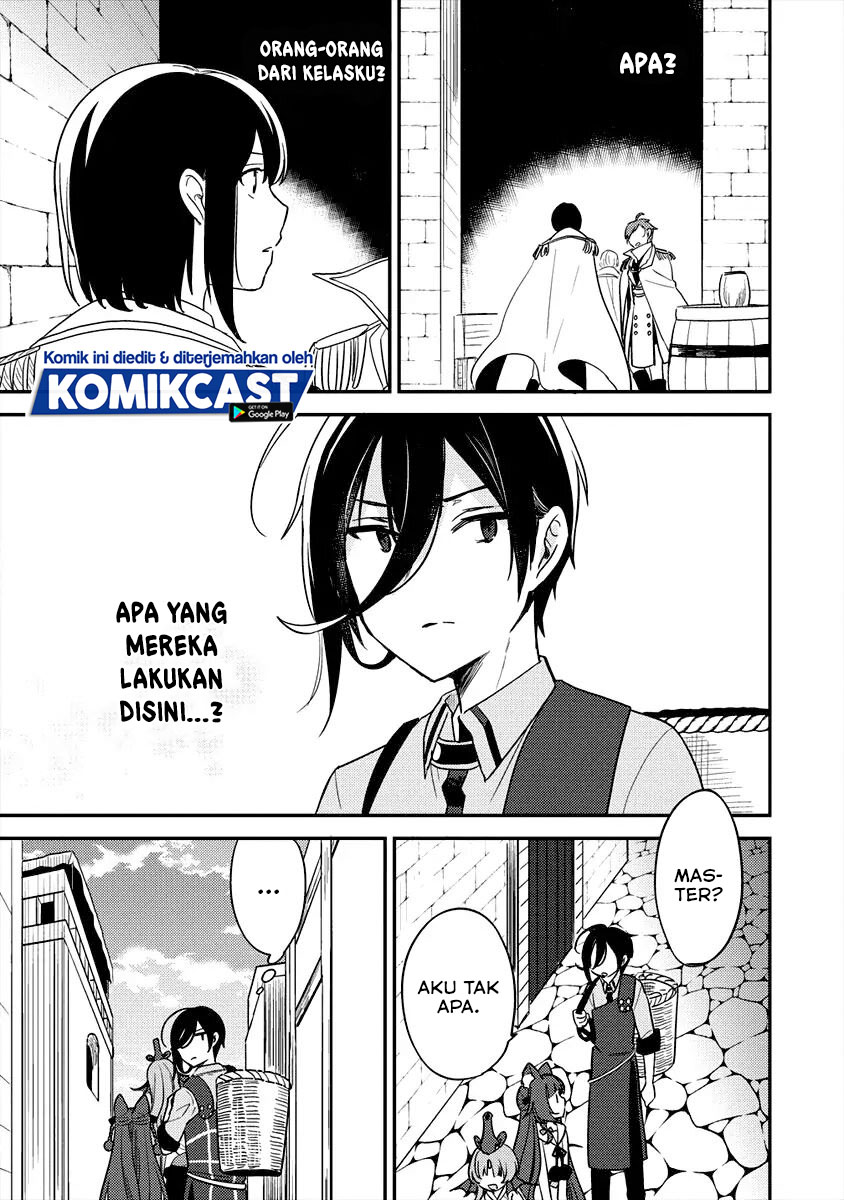 APA?
ORANG-ORANG
DARI KELASKU?
Komik ini diedit & diterjemahkan oleh
KOMIKCAST
GET IT ON
Google Play
APA YANG
MEREKA
LAKUKAN
DISINI...?
MAS-
TER?
AKU TAK
APA.
...